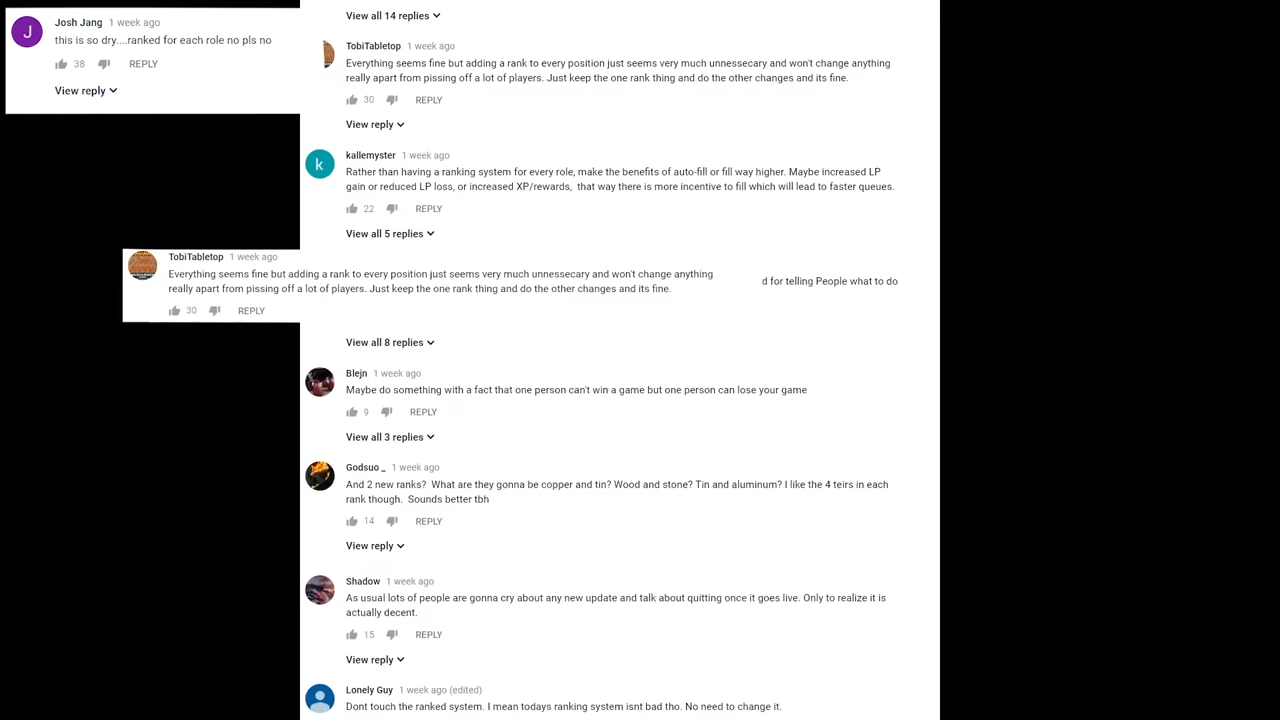 Josh Jang 1 week ago
this is so dry....ranked for each role no pls no
38 REPLY
View reply
View all 14 replies
TobiTabletop 1 week ago
Everything seems fine but adding a rank to every position just seems very much unnessecary and won't change anything
really apart from pissing off a lot of players. Just keep the one rank thing and do the other changes and its fine.
30 REPLY
View reply
kallemyster 1 week ago
Rather than having a ranking system for every role, make the benefits of auto-fill or fill way higher. Maybe increased LP
gain or reduced LP loss, or increased XP/rewards, that way there is more incentive to fill which will lead to faster queues.
22 REPLY
View all 5 replies
TobiTabletop 1 week ago
Everything seems fine but adding a rank to every position just seems very much unnessecary and won't change anything
really apart from pissing off a lot of players. Just keep the one rank thing and do the other changes and its fine.
30 REPLY
d for telling People what to do
View all 8 replies
Blejn 1 week ago
Maybe do something with a fact that one person can't win a game but one person can lose your game
9 REPLY
View all 3 replies
Godsuo _ 1 week ago
And 2 new ranks? What are they gonna be copper and tin? Wood and stone? Tin and aluminum? I like the 4 teirs in each
rank though. Sounds better tbh
14 REPLY
View reply
Shadow 1 week ago
As usual lots of people are gonna cry about any new update and talk about quitting once it goes live. Only to realize it is
actually decent.
15 REPLY
View reply
Lonely Guy 1 week ago (edited)
Dont touch the ranked system. I mean todays ranking system isnt bad tho. No need to change it.